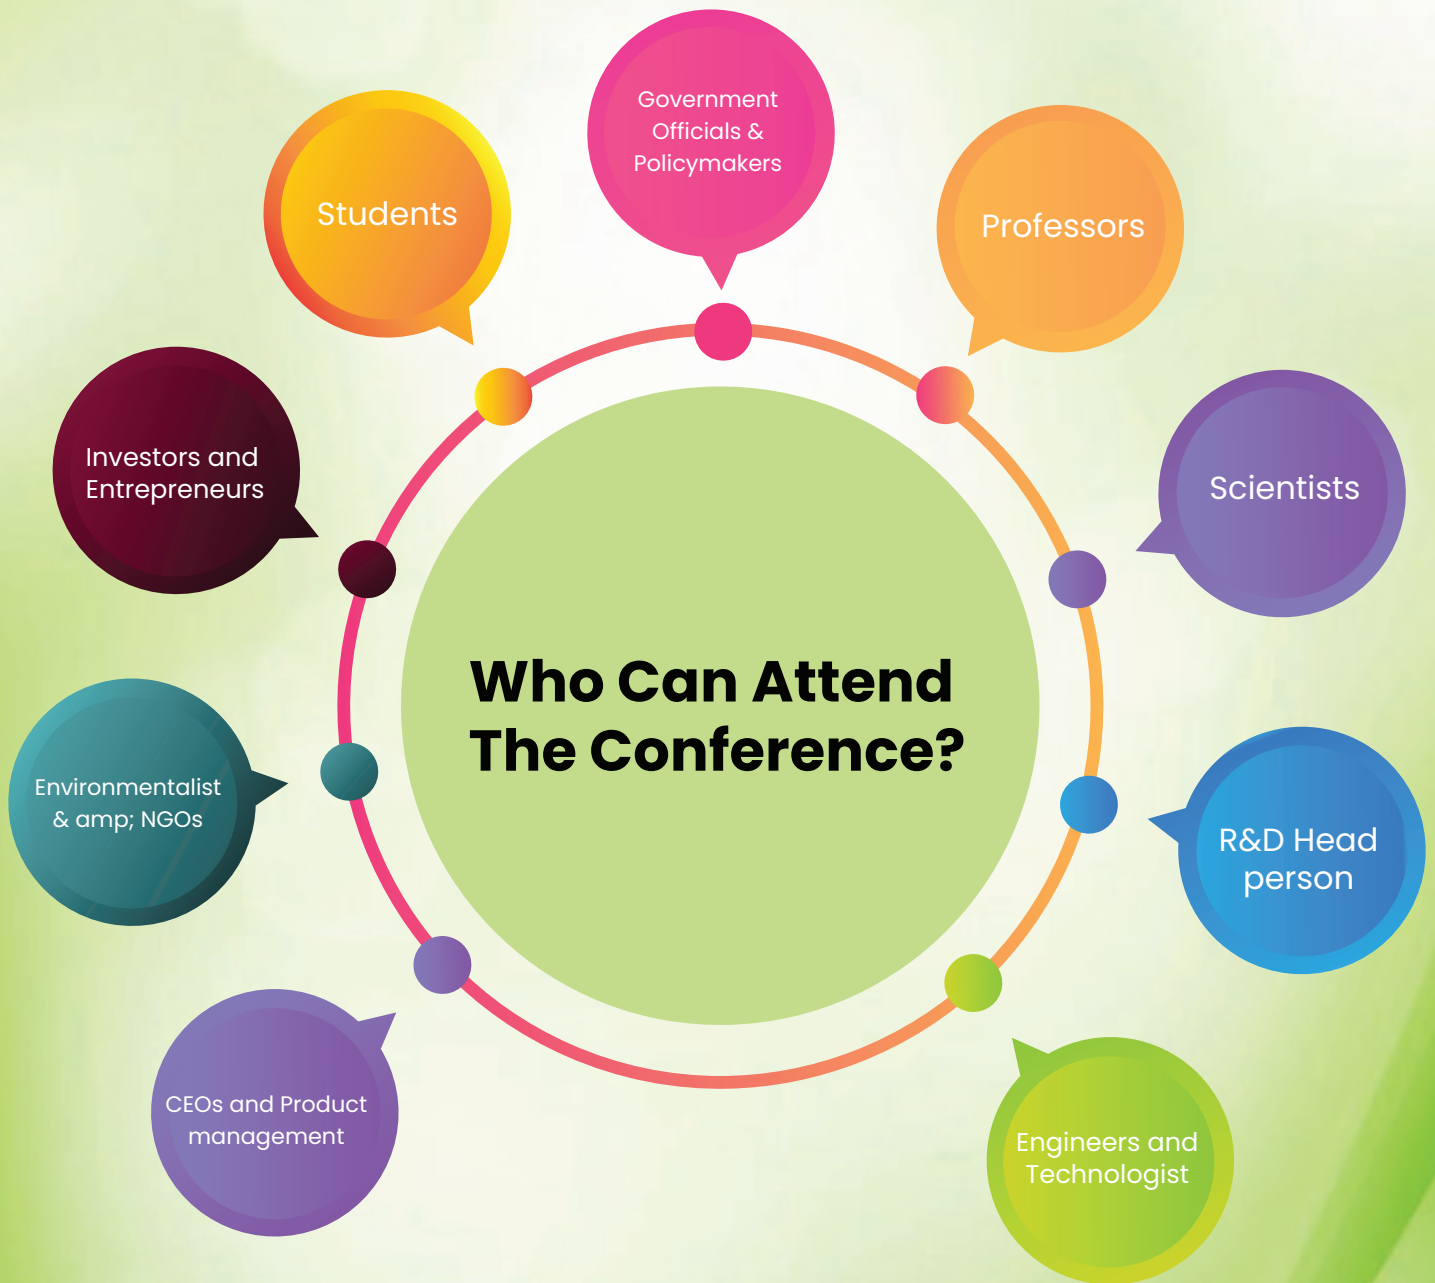 Government
Officials &
Policymakers
Students
Professors
Investors and
Entrepreneurs
Scientists
Who Can Attend
The Conference?
Environmentalist
& amp; NGOs
R&D Head
person
CEOs and Product
management
Engineers and
Technologist